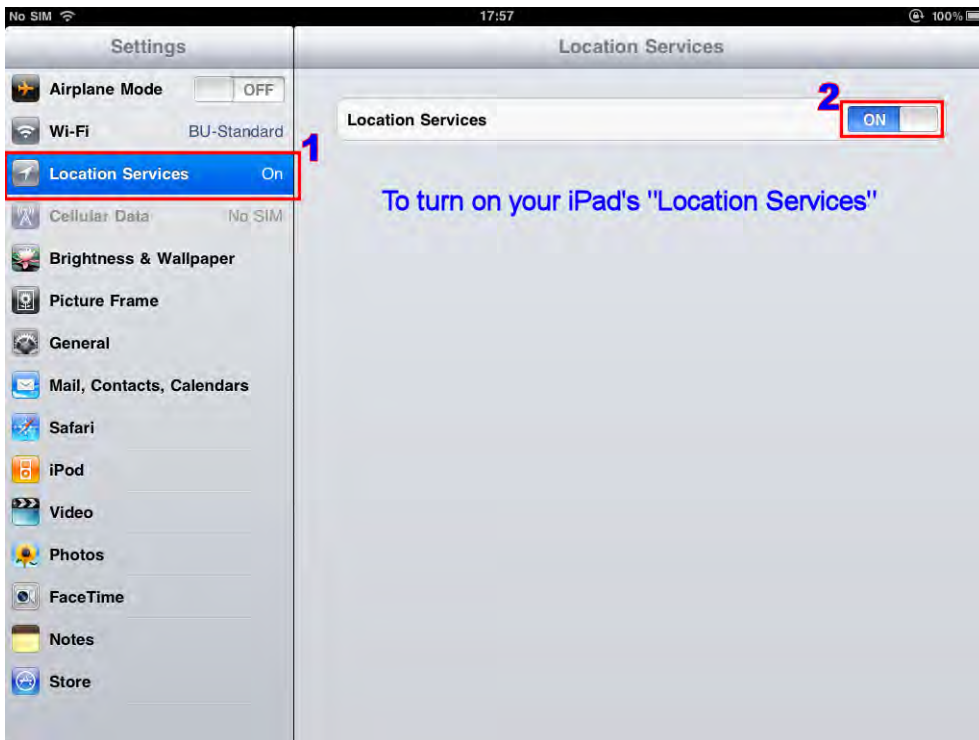 No SIM 17:57 100%
Settings
Location Services
Airplane Mode OFF
Wi-Fi BU-Standard
1
Location Services On
Cellular Data No SIM
Brightness & Wallpaper
Picture Frame
General
Mail, Contacts, Calendars
Safari
iPod
Video
Photos
FaceTime
Notes
Store
2
Location Services ON
To turn on your iPad's "Location Services"